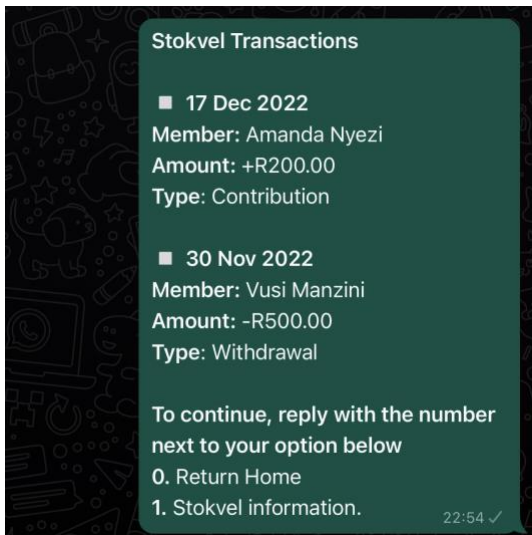 Stokvel Transactions
17 Dec 2022
Member: Amanda Nyezi
Amount: +R200.00
Type: Contribution
30 Nov 2022
Member: Vusi Manzini
Amount: -R500.00
Type: Withdrawal
To continue, reply with the number
next to your option below
0. Return Home
1. Stokvel information.
22:54